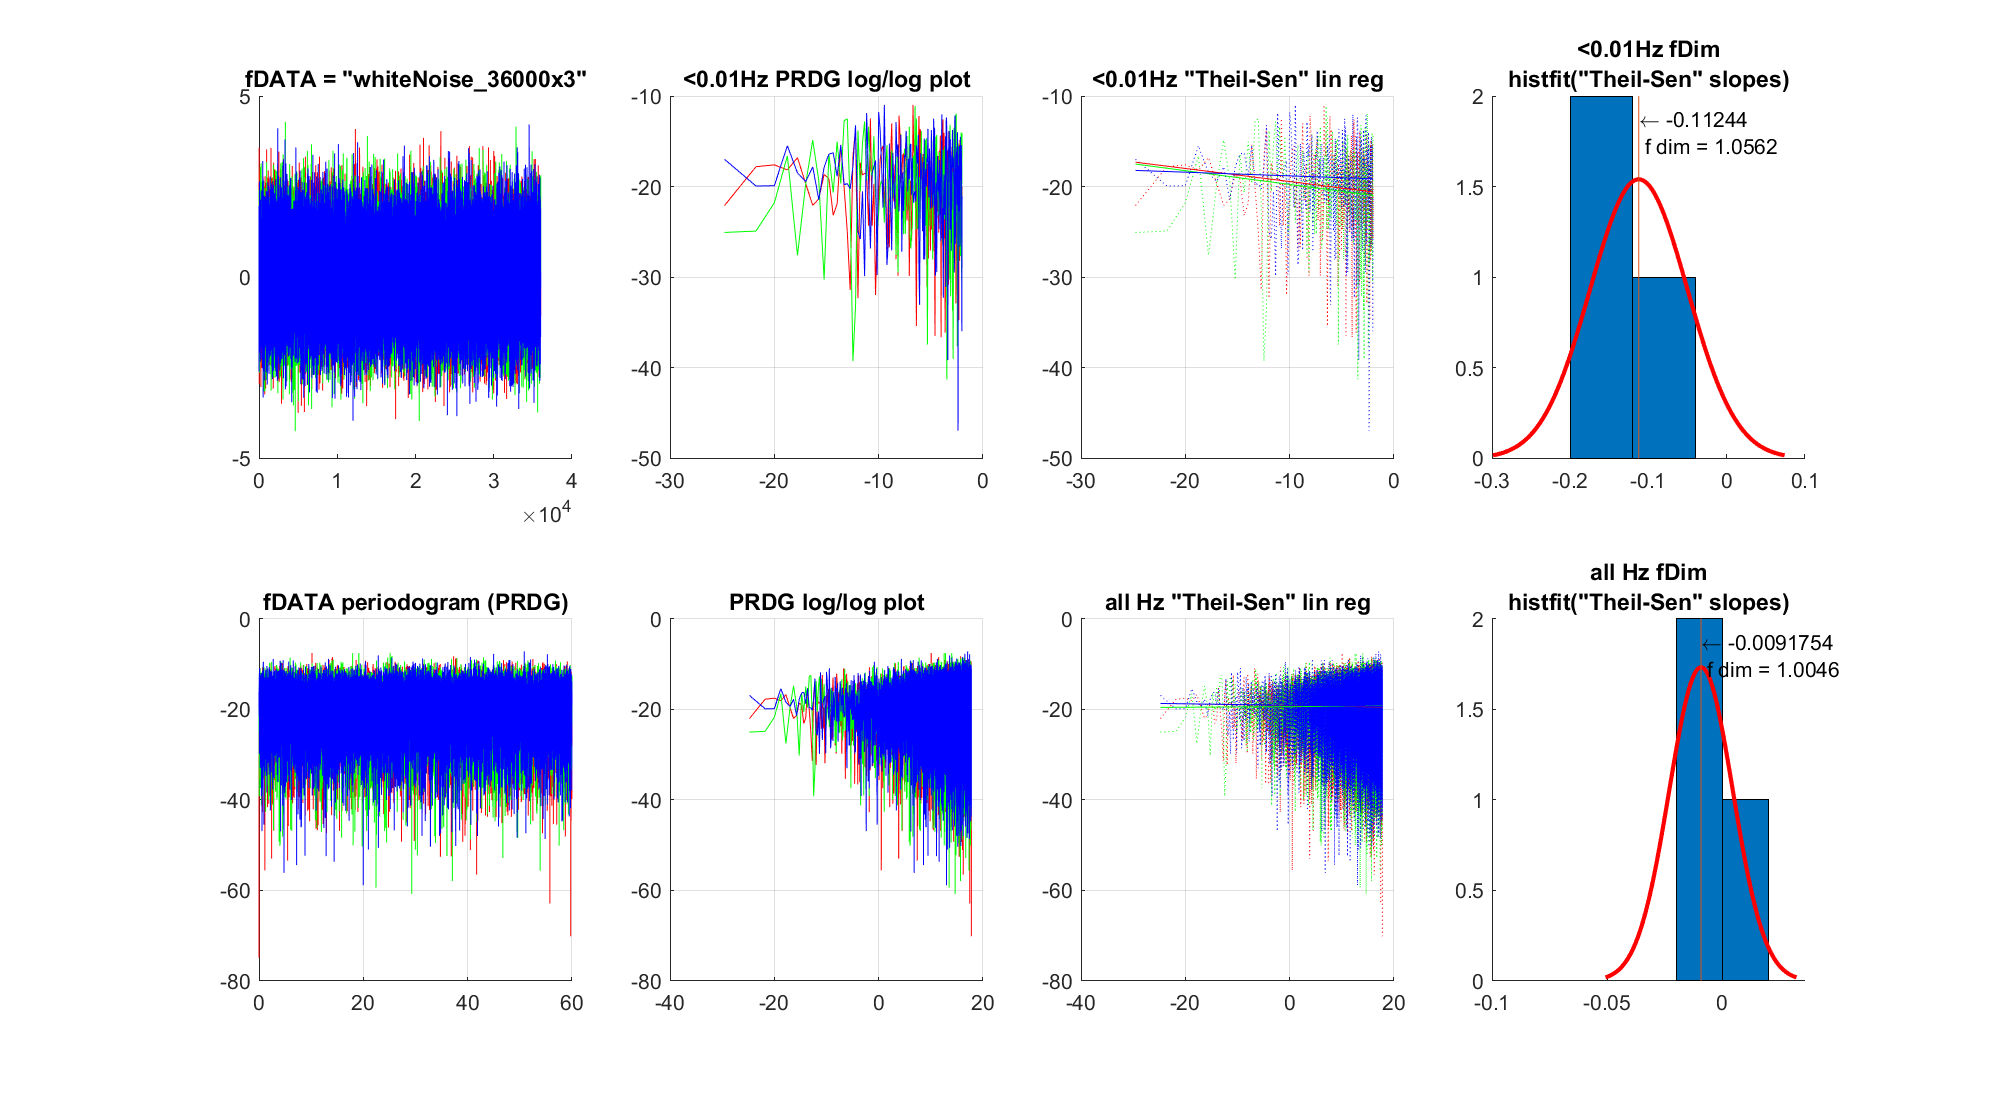 fDATA = "whiteNoise_36000x3"
5
0
-5
0 1 2 3 4
×10^4
<0.01Hz PRDG log/log plot
-10
-20
-30
-40
-50
-30 -20 -10 0
<0.01Hz "Theil-Sen" lin reg
-10
-20
-30
-40
-50
-30 -20 -10 0
<0.01Hz fDim
histfit("Theil-Sen" slopes)
2
1.5
1
0.5
0
← -0.11244
f dim = 1.0562
-0.3 -0.2 -0.1 0 0.1
fDATA periodogram (PRDG)
0
-20
-40
-60
-80
0 20 40 60
PRDG log/log plot
0
-20
-40
-60
-80
-40 -20 0 20
all Hz "Theil-Sen" lin reg
0
-20
-40
-60
-80
-40 -20 0 20
all Hz fDim
histfit("Theil-Sen" slopes)
2
1.5
1
0.5
0
← -0.0091754
f dim = 1.0046
-0.1 -0.05 0